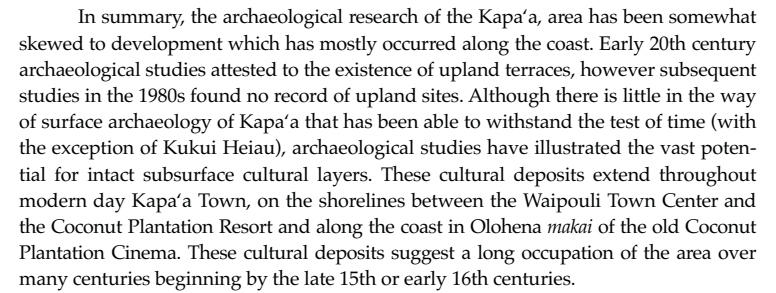 In summary, the archaeological research of the Kapa‘a, area has been somewhat
skewed to development which has mostly occurred along the coast. Early 20th century
archaeological studies attested to the existence of upland terraces, however subsequent
studies in the 1980s found no record of upland sites. Although there is little in the way
of surface archaeology of Kapa‘a that has been able to withstand the test of time (with
the exception of Kukui Heiau), archaeological studies have illustrated the vast poten-
tial for intact subsurface cultural layers. These cultural deposits extend throughout
modern day Kapa‘a Town, on the shorelines between the Waipouli Town Center and
the Coconut Plantation Resort and along the coast in Olohena makai of the old Coconut
Plantation Cinema. These cultural deposits suggest a long occupation of the area over
many centuries beginning by the late 15th or early 16th centuries.